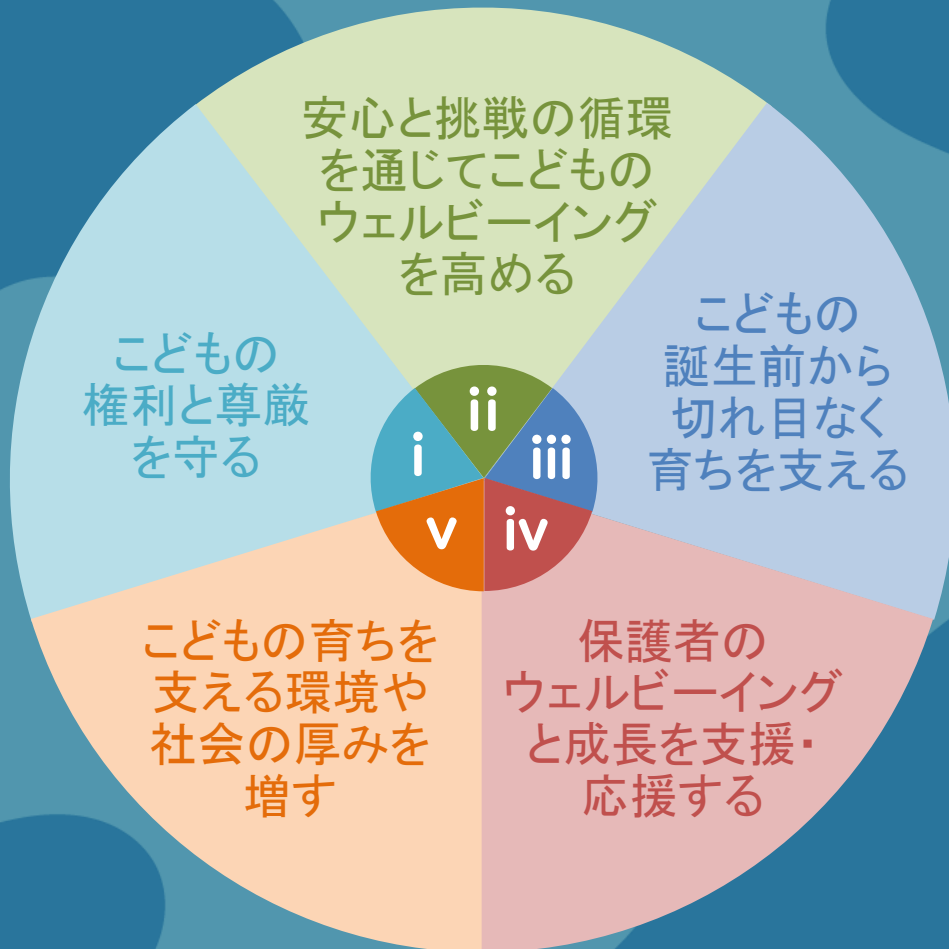 安心と挑戦の循環
を通じてこどもの
ウェルビーイング
を高める
こどもの
誕生前から
切れ目なく
育ちを支える
こどもの
権利と尊厳
を守る
ii
i
iii
v
iv
こどもの育ちを
支える環境や
社会の厚みを
増す
保護者の
ウェルビーイング
と成長を支援・
応援する